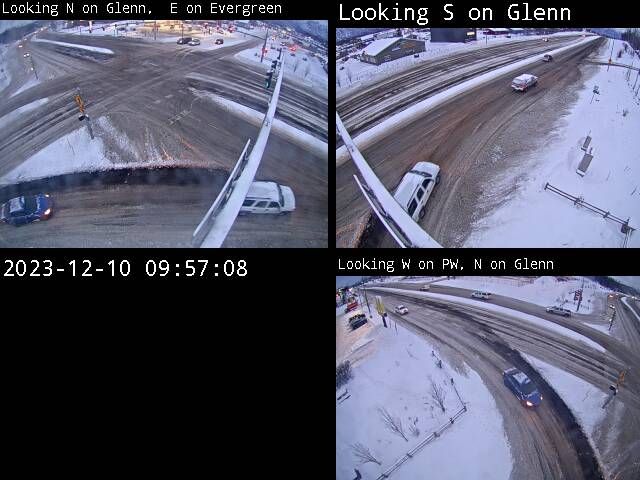 Looking N on Glenn,  E on Evergreen
Looking S on Glenn
2023-12-10 09:57:08
Looking W on PW, N on Glenn